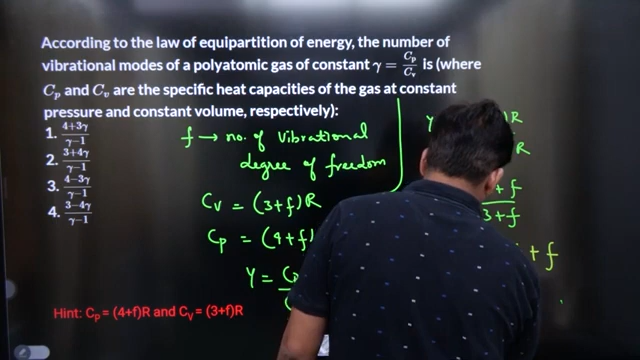 According to the law of equipartition of energy, the number of
vibrational modes of a polyatomic gas of constant γ = Cₚ/Cᵥ is (where
Cₚ and Cᵥ are the specific heat capacities of the gas at constant
pressure and constant volume, respectively):
1. 4+3γ/γ−1
2. 3+4γ/γ−1
3. 4−3γ/γ−1
4. 3−4γ/γ−1
f → no. of vibrational
degree of freedom
Cᵥ = (3+f)R
Cₚ = (4+f)
γ =
Hint: Cₚ = (4+f)R and Cᵥ = (3+f)R
R
R
+ f
3+f
+ f